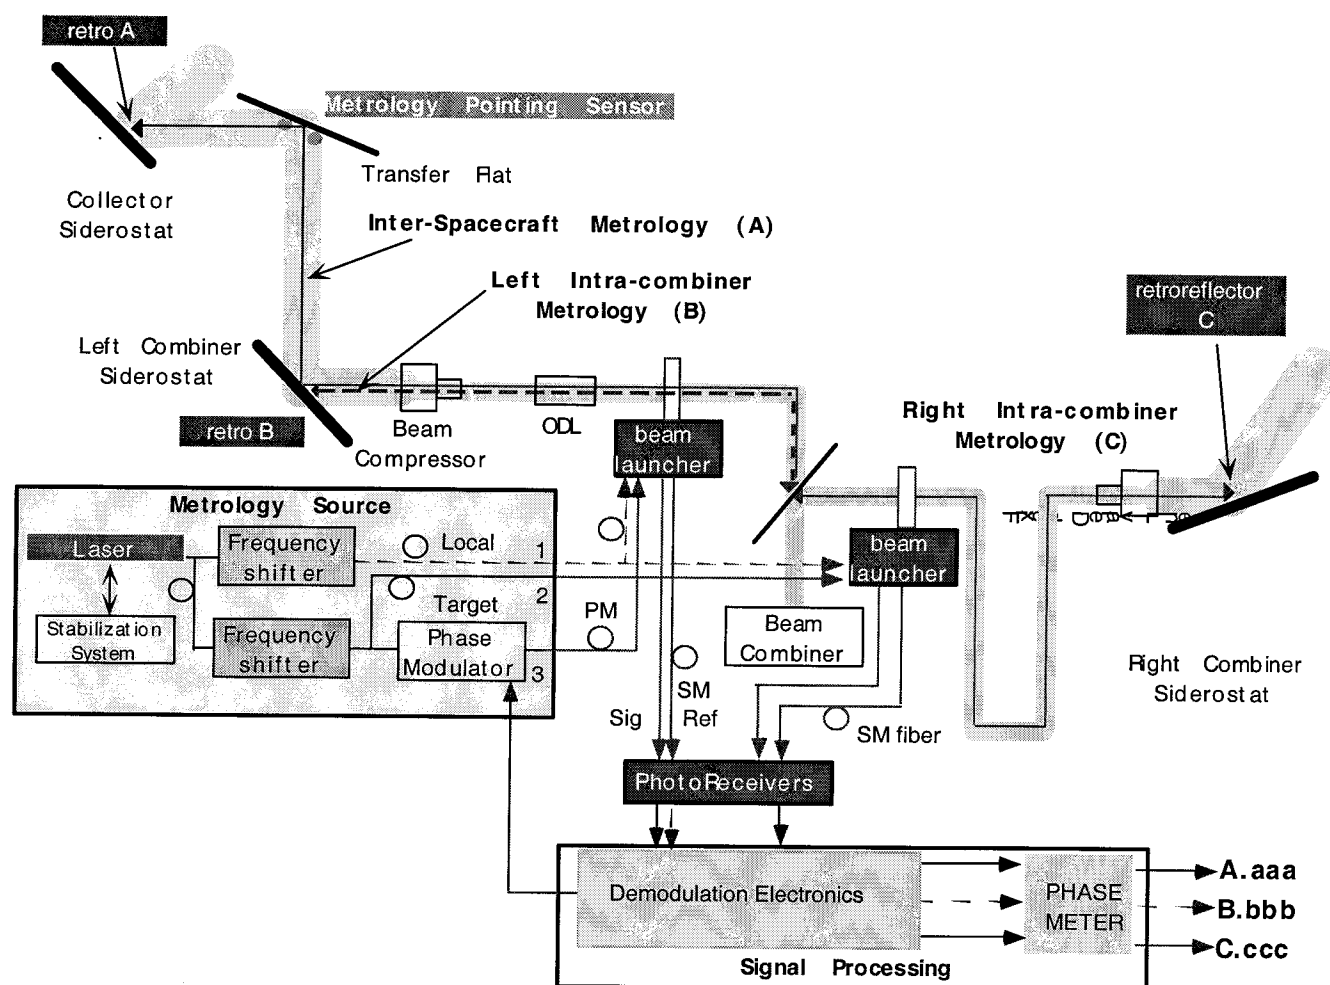 retro A
Metrology Pointing Sensor
Transfer Flat
Collector
Siderostat
Inter-Spacecraft Metrology (A)
Left Intra-combiner
Metrology (B)
retroreflector
C
Left Combiner
Siderostat
retro B
Beam
Compressor
ODL
beam
launcher
Right Intra-combiner
Metrology (C)
Metrology Source
Laser
Frequency
shifter
Local
1
Stabilization
System
Frequency
shifter
Target
2
Phase
Modulator
3
PM
beam
launcher
Beam
Combiner
Right Combiner
Siderostat
Sig
SM
Ref
SM fiber
PhotoReceivers
Demodulation Electronics
PHASE
METER
A.aaa
B.bbb
C.ccc
Signal Processing